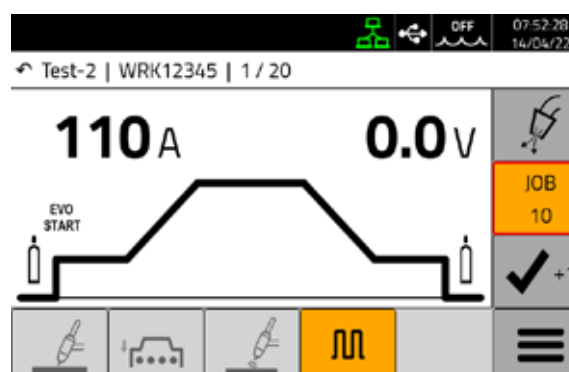 OFF
07:52:28
14/04/22
Test-2 | WRK12345 | 1 / 20
110 A
0.0 V
EVO
START
JOB
10
+1